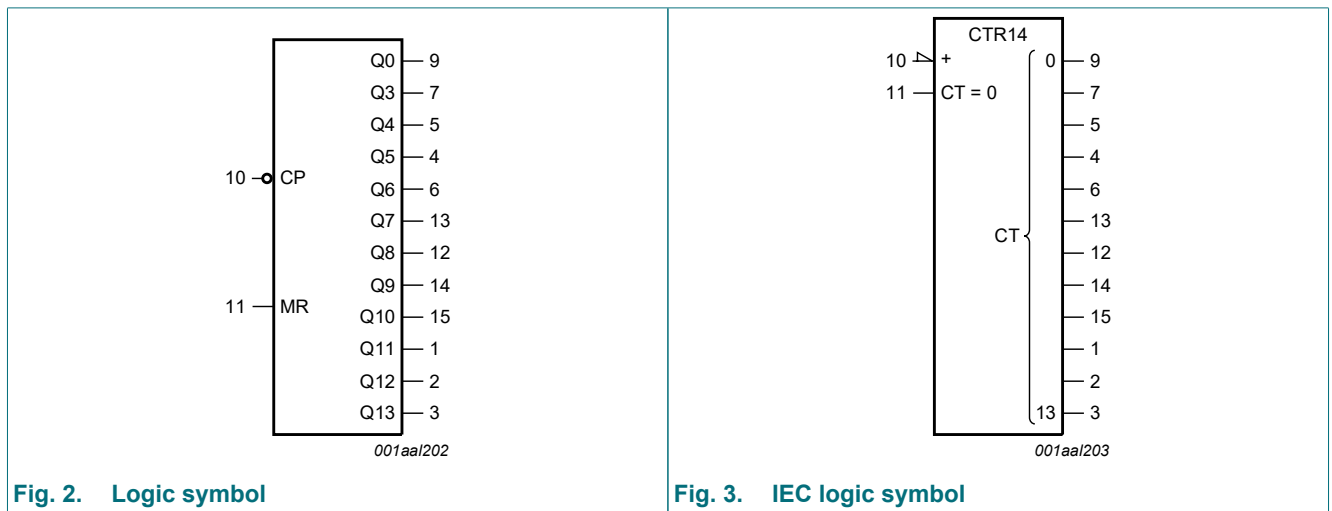 Q0 9
Q3 7
Q4 5
Q5 4
10 CP
Q6 6
Q7 13
Q8 12
Q9 14
11 MR
Q10 15
Q11 1
Q12 2
Q13 3
001aal202
Fig. 2. Logic symbol
CTR14
10 + 0 9
11 CT = 0 7
5
4
6
13
CT
12
14
15
1
2
13 3
001aal203
Fig. 3. IEC logic symbol